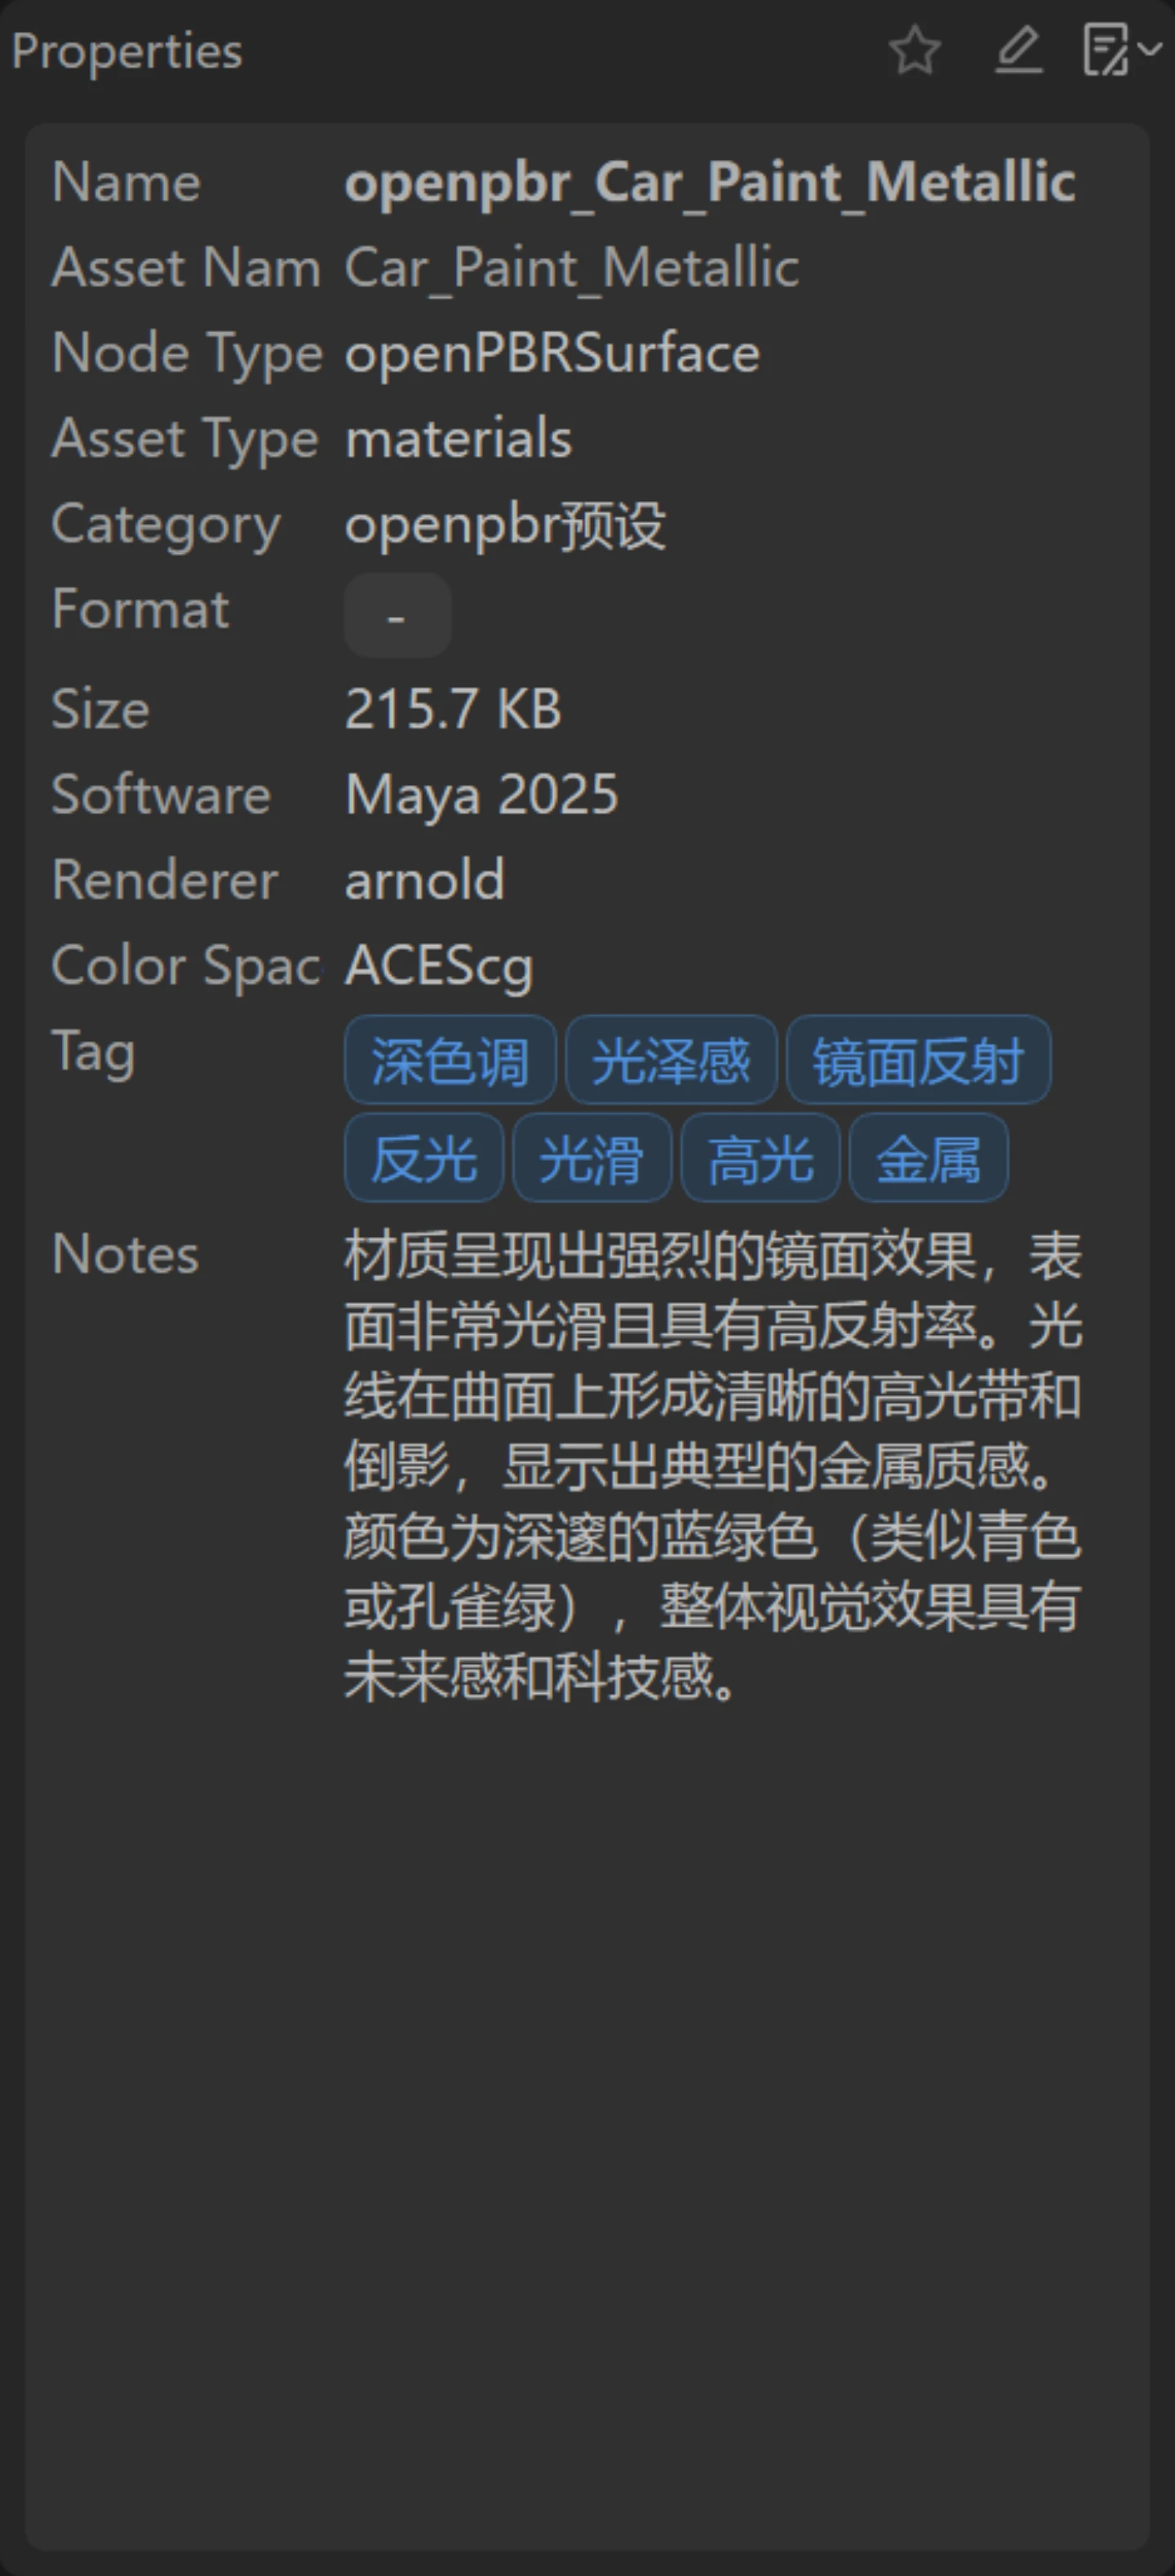 Properties
Name openpbr_Car_Paint_Metallic
Asset Nam Car_Paint_Metallic
Node Type openPBRSurface
Asset Type materials
Category openpbr预设
Format -
Size 215.7 KB
Software Maya 2025
Renderer arnold
Color Spac ACEScg
Tag 深色调 光泽感 镜面反射
反光 光滑 高光 金属
Notes 材质呈现出强烈的镜面效果，表
面非常光滑且具有高反射率。光
线在曲面上形成清晰的高光带和
倒影，显示出典型的金属质感。
颜色为深邃的蓝绿色（类似青色
或孔雀绿），整体视觉效果具有
未来感和科技感。